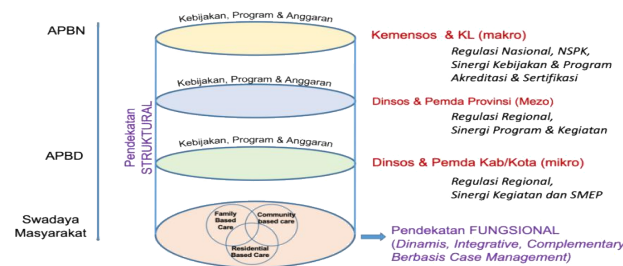 Kebijakan, Program & Anggaran
APBN
Kemensos & KL (makro)
Regulasi Nasional, NSPK,
Sinergi Kebijakan & Program
Akreditasi & Sertifikasi
Kebijakan, Program & Anggaran
Dinsos & Pemda Provinsi (Mezo)
Regulasi Regional,
Sinergi Program & Kegiatan
Pendekatan
STRUKTURAL
Kebijakan, Program & Anggaran
APBD
Dinsos & Pemda Kab/Kota (mikro)
Regulasi Regional,
Sinergi Kegiatan dan SMEP
Swadaya
Masyarakat
Family
Based
Care
Community
based care
Residential
Based Care
Pendekatan FUNGSIONAL
(Dinamis, Integrative, Complementary
Berbasis Case Management)